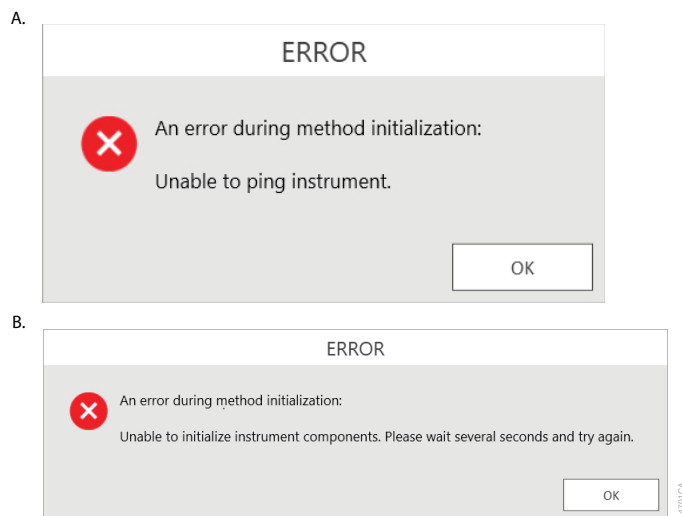 A.
ERROR
An error during method initialization:
Unable to ping instrument.
OK
B.
ERROR
An error during method initialization:
Unable to initialize instrument components. Please wait several seconds and try again.
OK